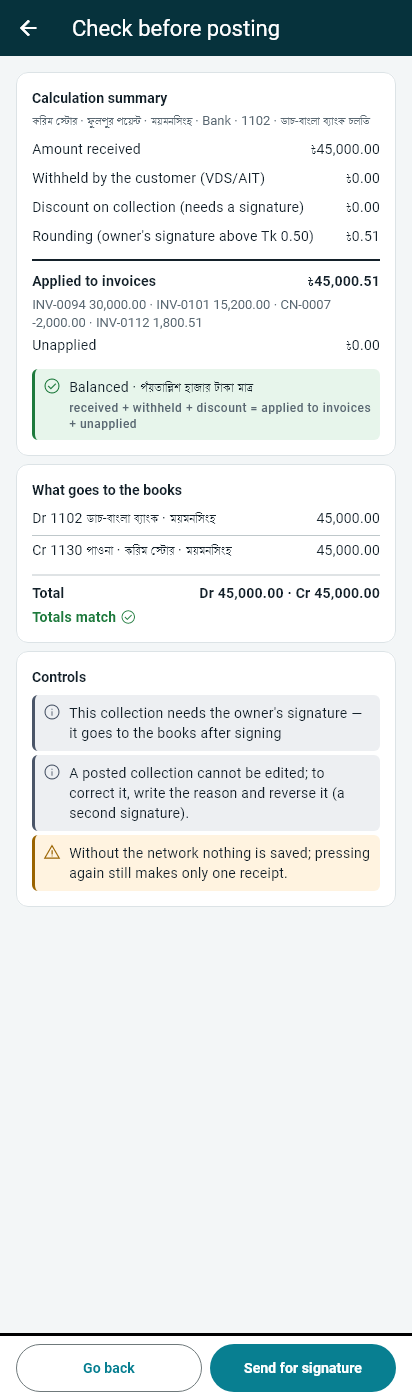 Check before posting
Calculation summary
করিম স্টোর · ফুলপুর পয়েন্ট · ময়মনসিংহ · Bank · 1102 · ডাচ-বাংলা ব্যাংক চলতি
Amount received ৳45,000.00
Withheld by the customer (VDS/AIT) ৳0.00
Discount on collection (needs a signature) ৳0.00
Rounding (owner's signature above Tk 0.50) ৳0.51
Applied to invoices ৳45,000.51
INV-0094 30,000.00 · INV-0101 15,200.00 · CN-0007
-2,000.00 · INV-0112 1,800.51
Unapplied ৳0.00
Balanced · পঁয়তাল্লিশ হাজার টাকা মাত্র
received + withheld + discount = applied to invoices
+ unapplied
What goes to the books
Dr 1102 ডাচ-বাংলা ব্যাংক · ময়মনসিংহ 45,000.00
Cr 1130 পাওনা · করিম স্টোর · ময়মনসিংহ 45,000.00
Total Dr 45,000.00 · Cr 45,000.00
Totals match
Controls
This collection needs the owner's signature —
it goes to the books after signing
A posted collection cannot be edited; to
correct it, write the reason and reverse it (a
second signature).
Without the network nothing is saved; pressing
again still makes only one receipt.
Go back Send for signature